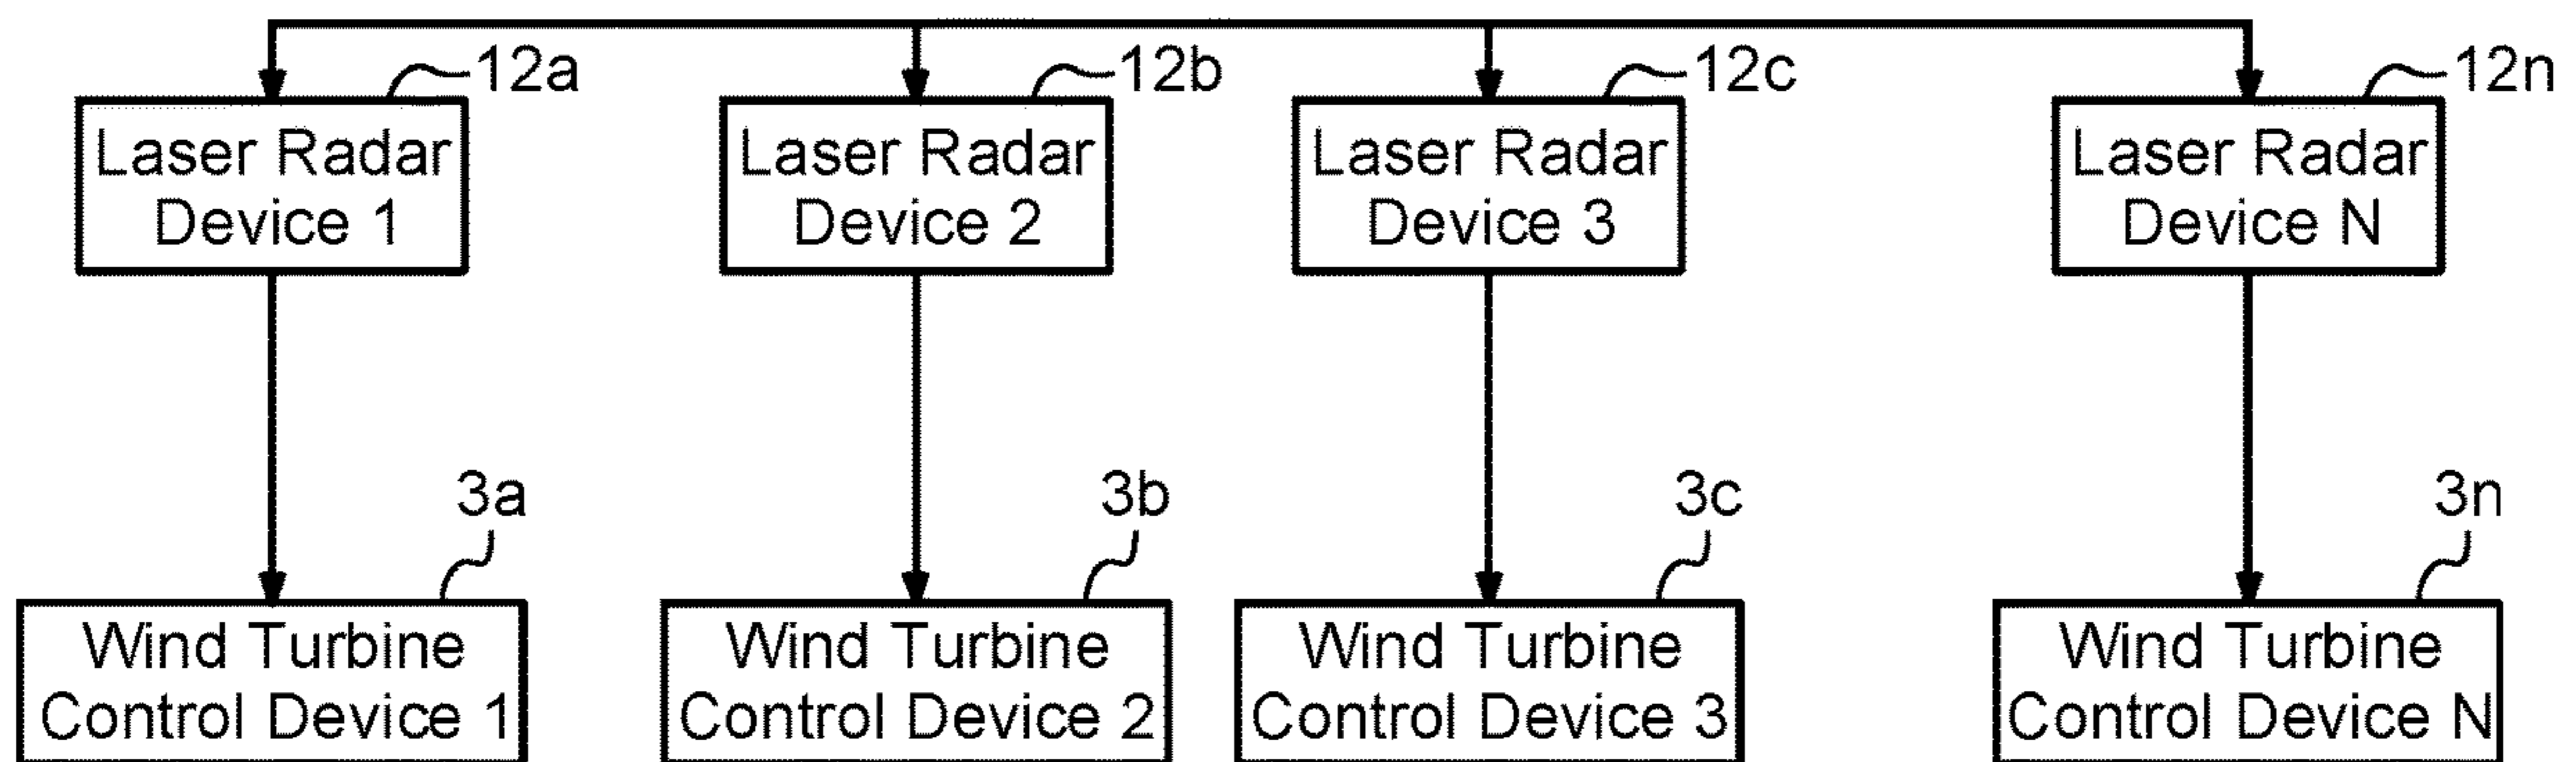 12a
12b
12c
12n
Laser Radar
Device 1
Laser Radar
Device 2
Laser Radar
Device 3
Laser Radar
Device N
3a
3b
3c
3n
Wind Turbine
Control Device 1
Wind Turbine
Control Device 2
Wind Turbine
Control Device 3
Wind Turbine
Control Device N